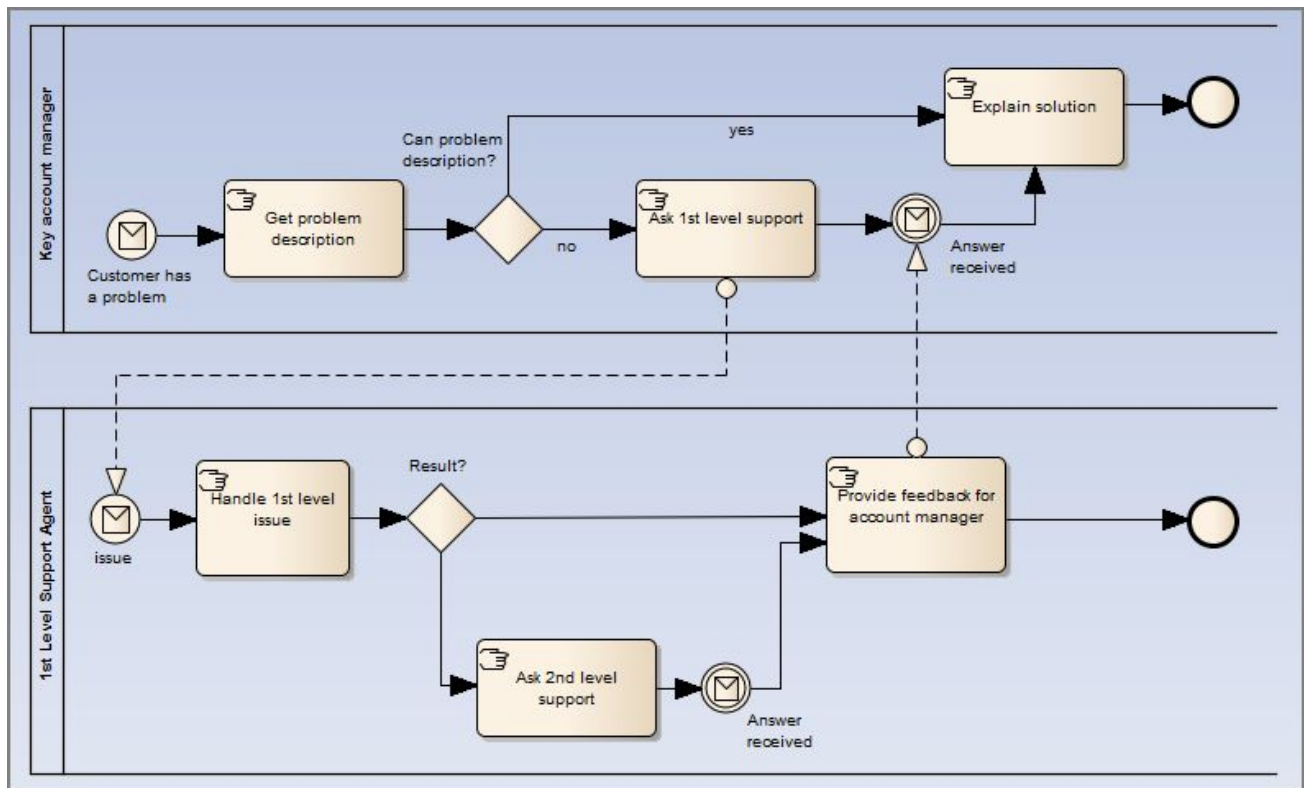 Key account manager
Customer has
a problem
Get problem
description
Can problem
description?
yes
no
Ask 1st level support
Answer
received
Explain solution
1st Level Support Agent
issue
Handle 1st level
issue
Result?
Ask 2nd level
support
Answer
received
Provide feedback for
account manager